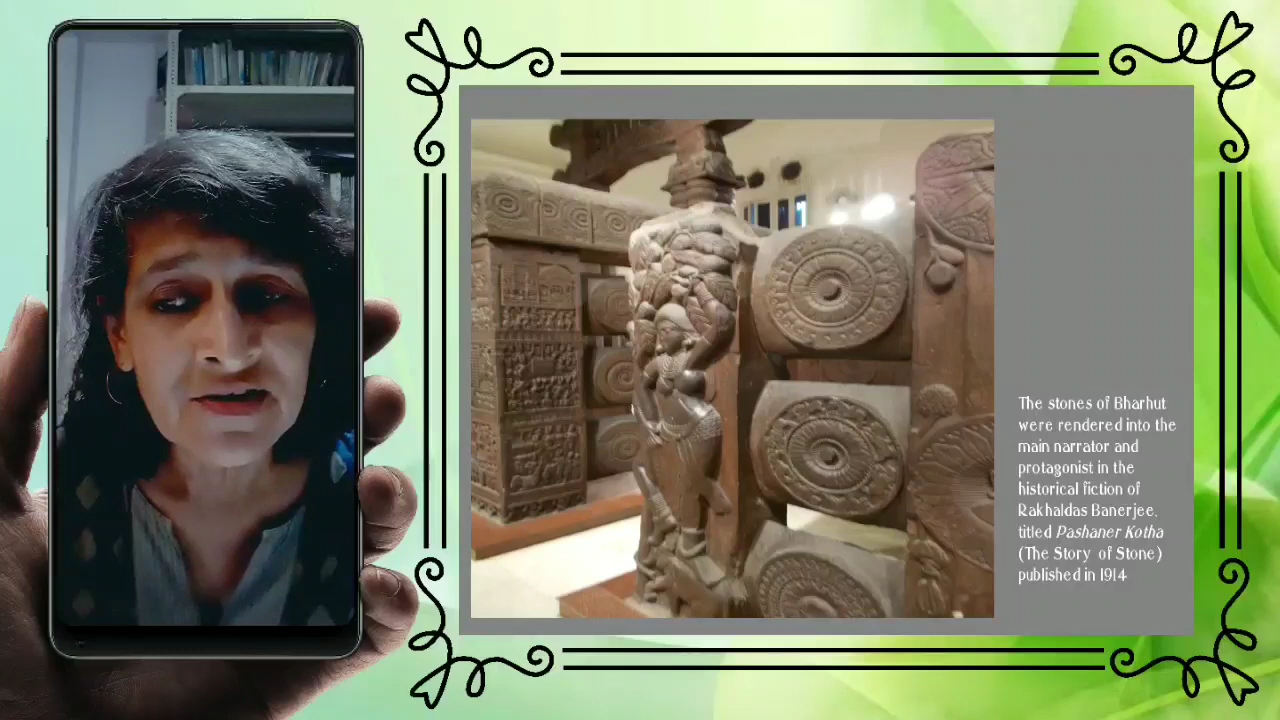 The stones of Bharhut
were rendered into the
main narrator and
protagonist in the
historical fiction of
Rakhaldas Banerjee,
titled Pashaner Kotha
(The Story of Stone)
published in 1914